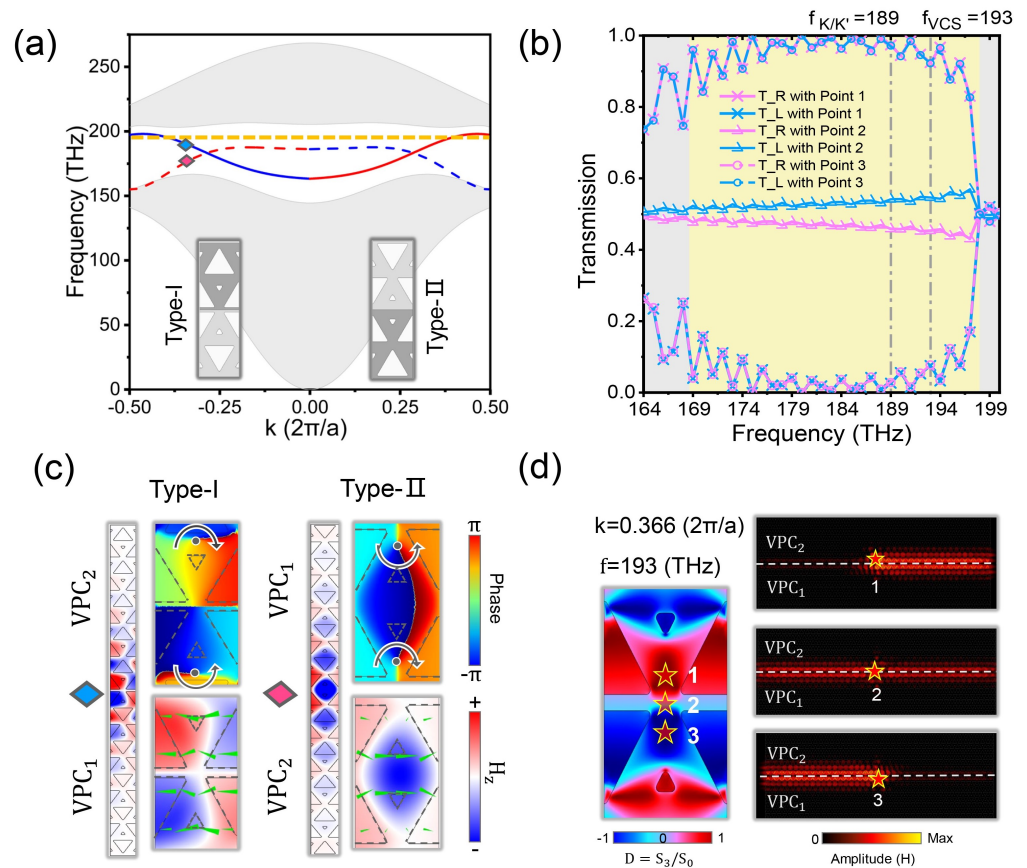 (a)
Frequency (THz)
250
200
150
100
50
0
Type-I
Type-II
-0.50
-0.25
0.00
0.25
0.50
k (2π/a)
(b)
f K/K' =189
fVCS =193
Transmission
1.0
0.8
0.6
0.4
0.2
0.0
T_R with Point 1
T_L with Point 1
T_R with Point 2
T_L with Point 2
T_R with Point 3
T_L with Point 3
164 169 174 179 184 189 194 199
Frequency (THz)
(c)
Type-I
Type-II
VPC2
VPC1
VPC1
VPC2
π
Phase
-π
+
Hz
-
(d)
k=0.366 (2π/a)
f=193 (THz)
1
2
3
-1
1
D = S3/S0
VPC2
VPC1
1
VPC2
VPC1
2
VPC2
VPC1
3
0
Max
Amplitude (H)